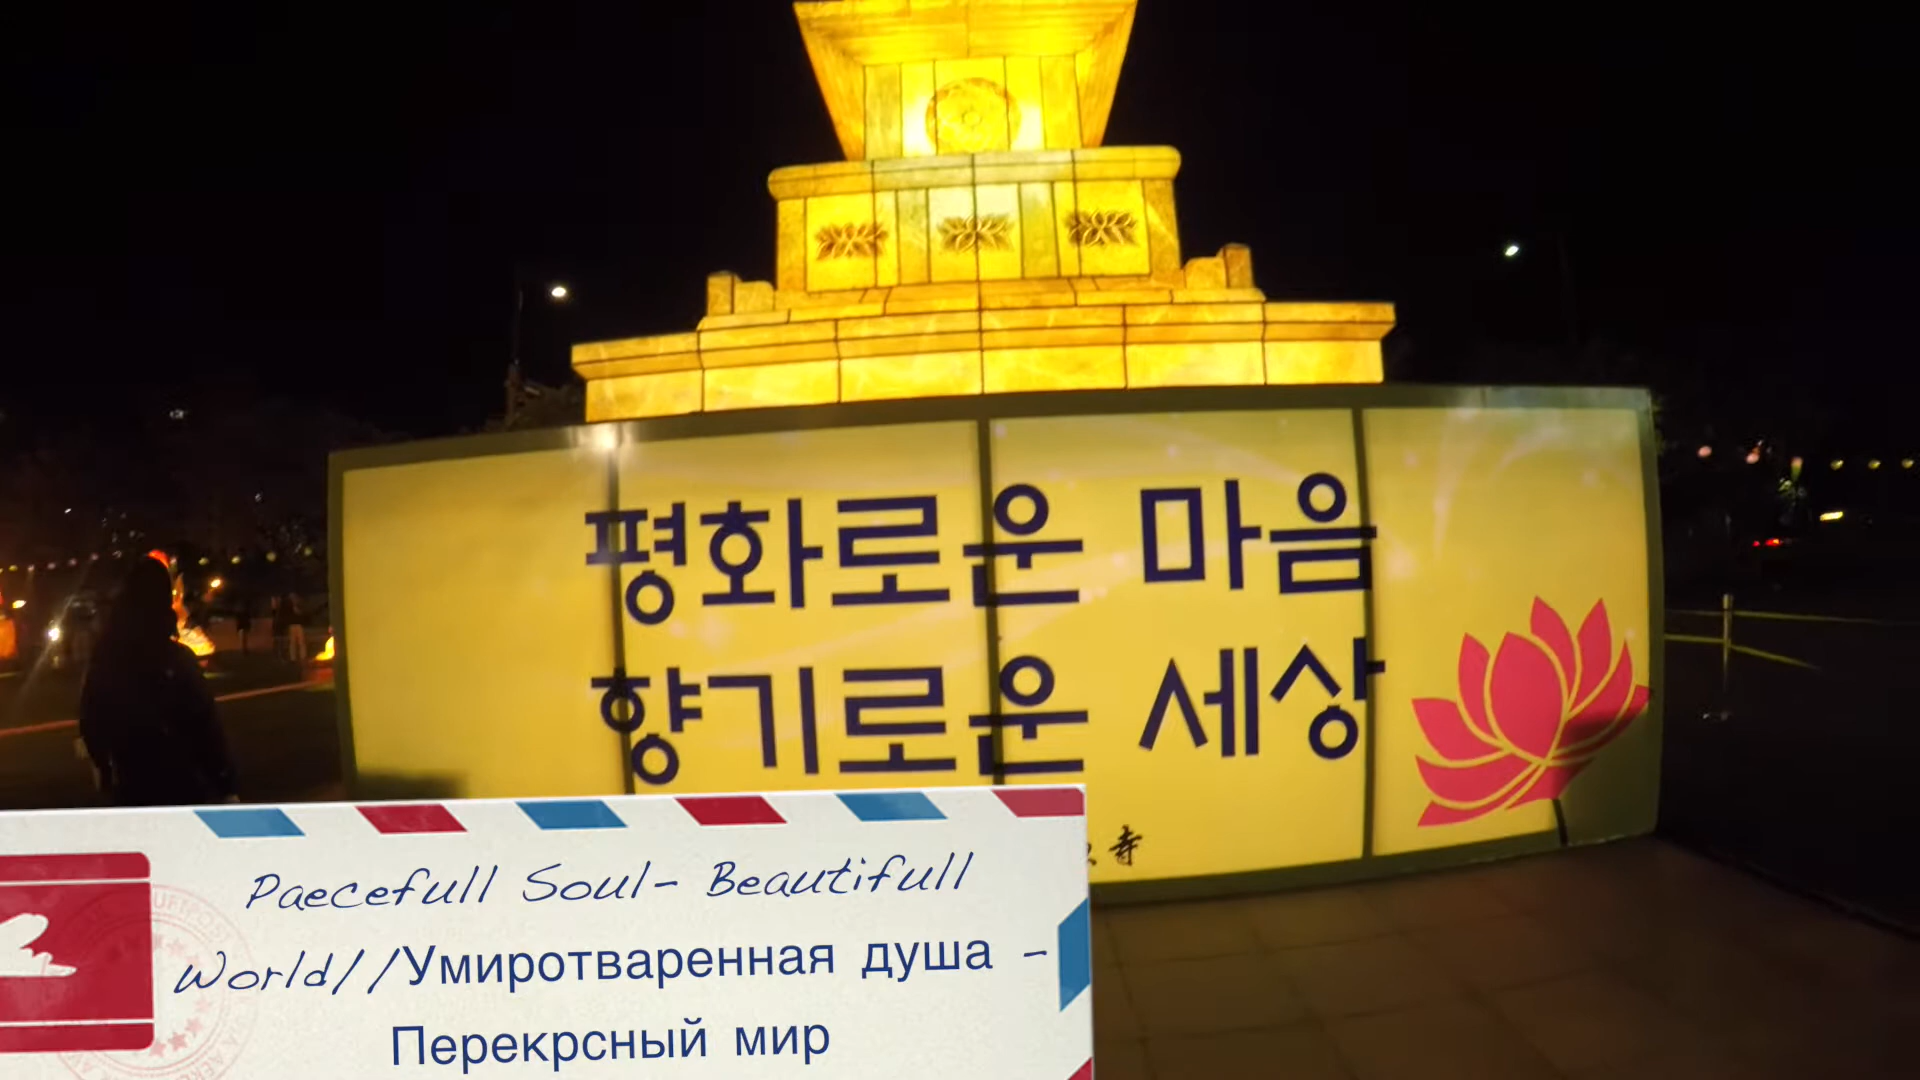 평화로운 마음
향기로운 세상
寺
Paecefull Soul- Beautifull
World//Умиротваренная душа -
Перекрсный мир